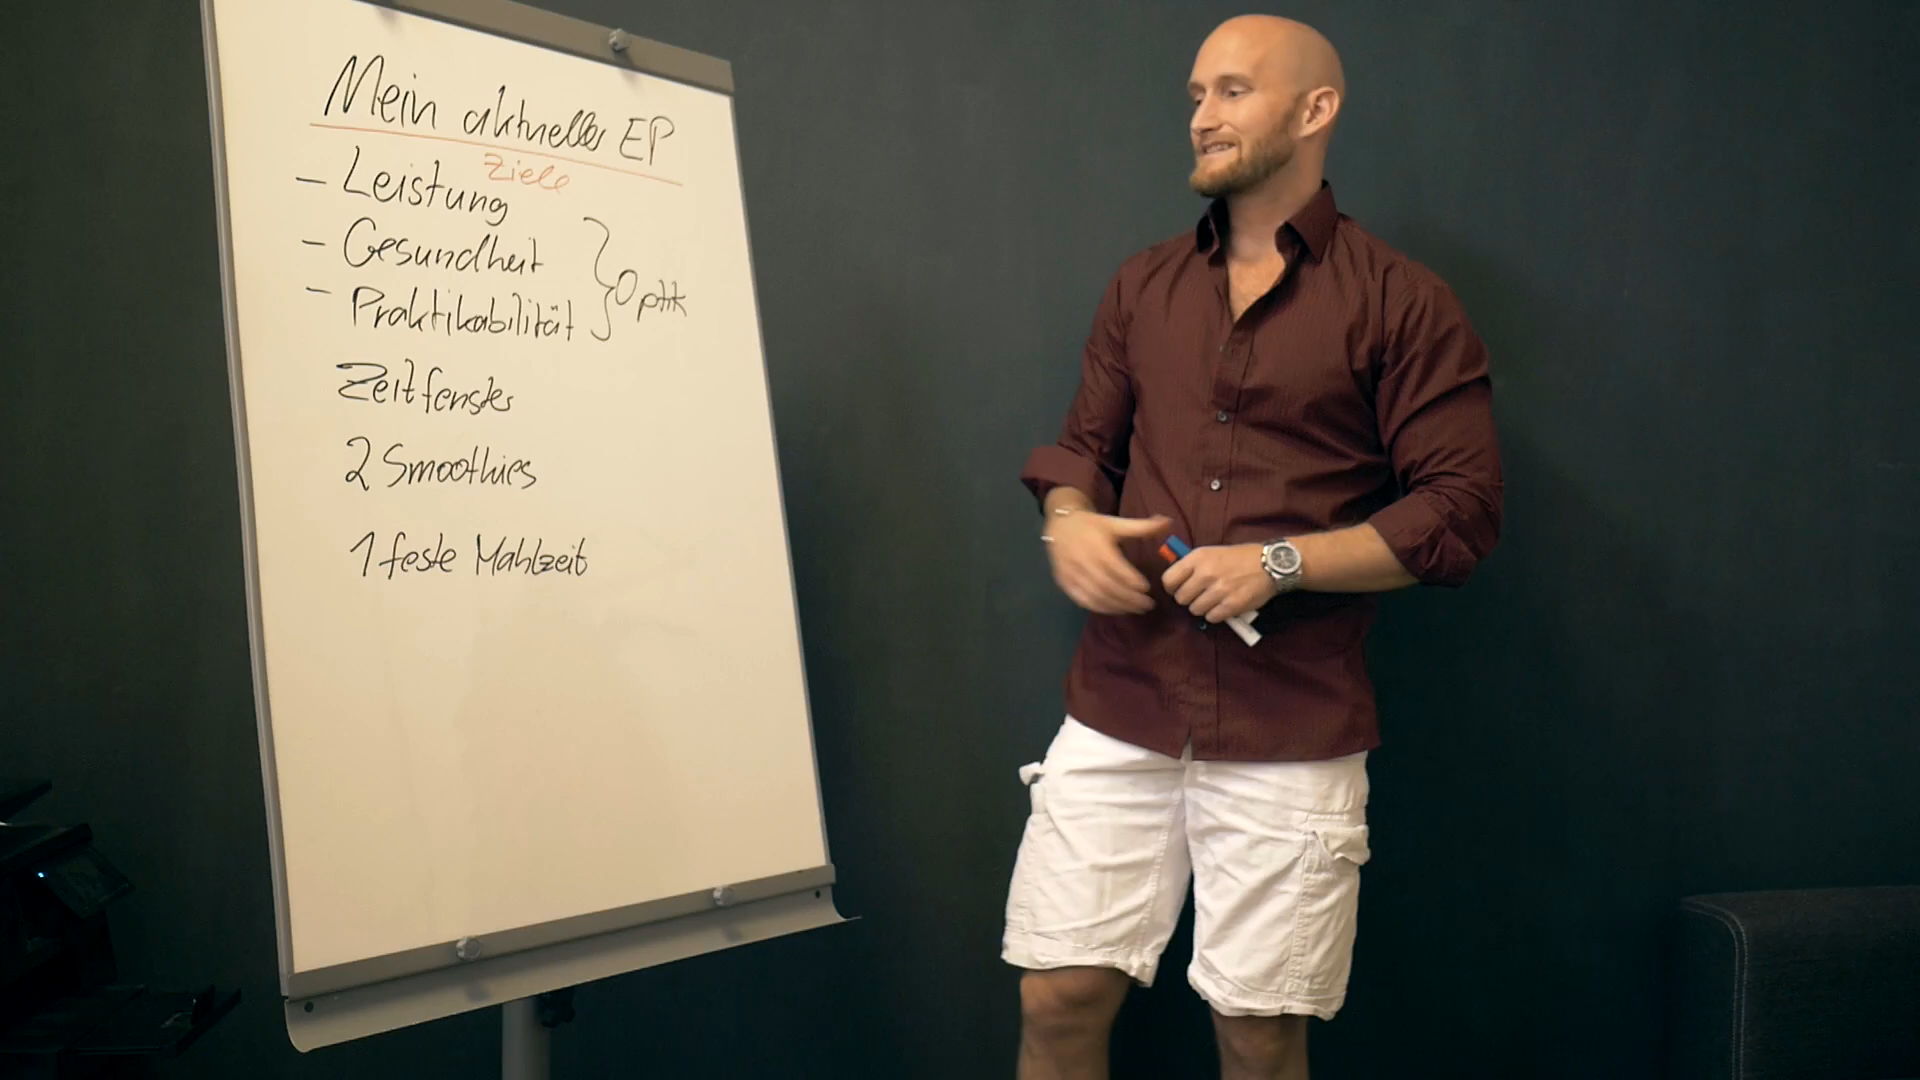 Mein aktueller EP
Ziele
- Leistung
- Gesundheit
- Praktikabilität
Optik
Zeitfenster
2 Smoothies
1 feste Mahlzeit